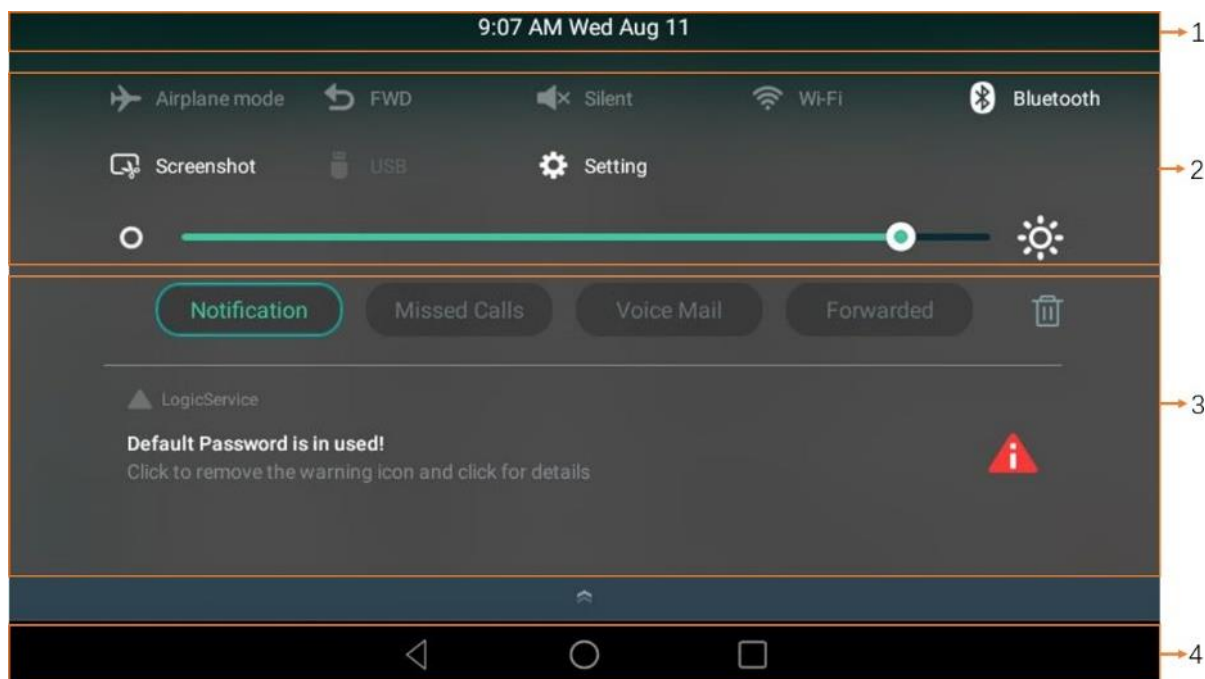 9:07 AM Wed Aug 11
1
Airplane mode FWD Silent Wi-Fi Bluetooth
Screenshot USB Setting
2
Notification Missed Calls Voice Mail Forwarded
LogicService
3
Default Password is in used!
Click to remove the warning icon and click for details
4